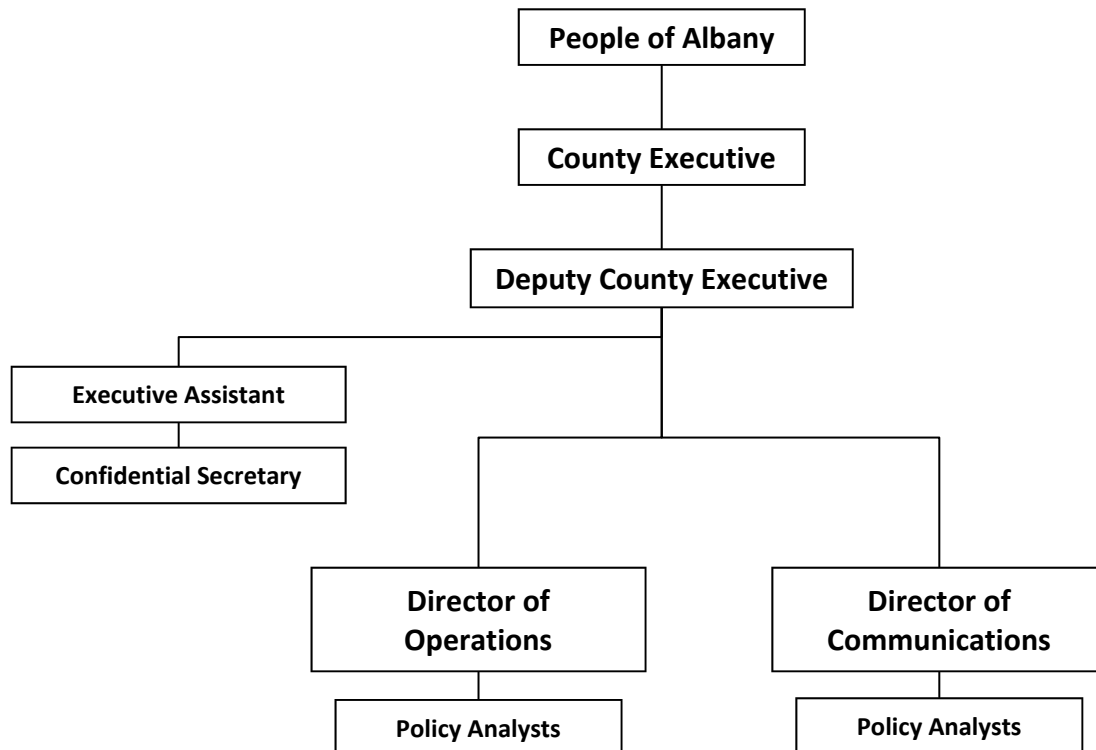 People of Albany
County Executive
Deputy County Executive
Executive Assistant
Confidential Secretary
Director of
Operations
Director of
Communications
Policy Analysts
Policy Analysts